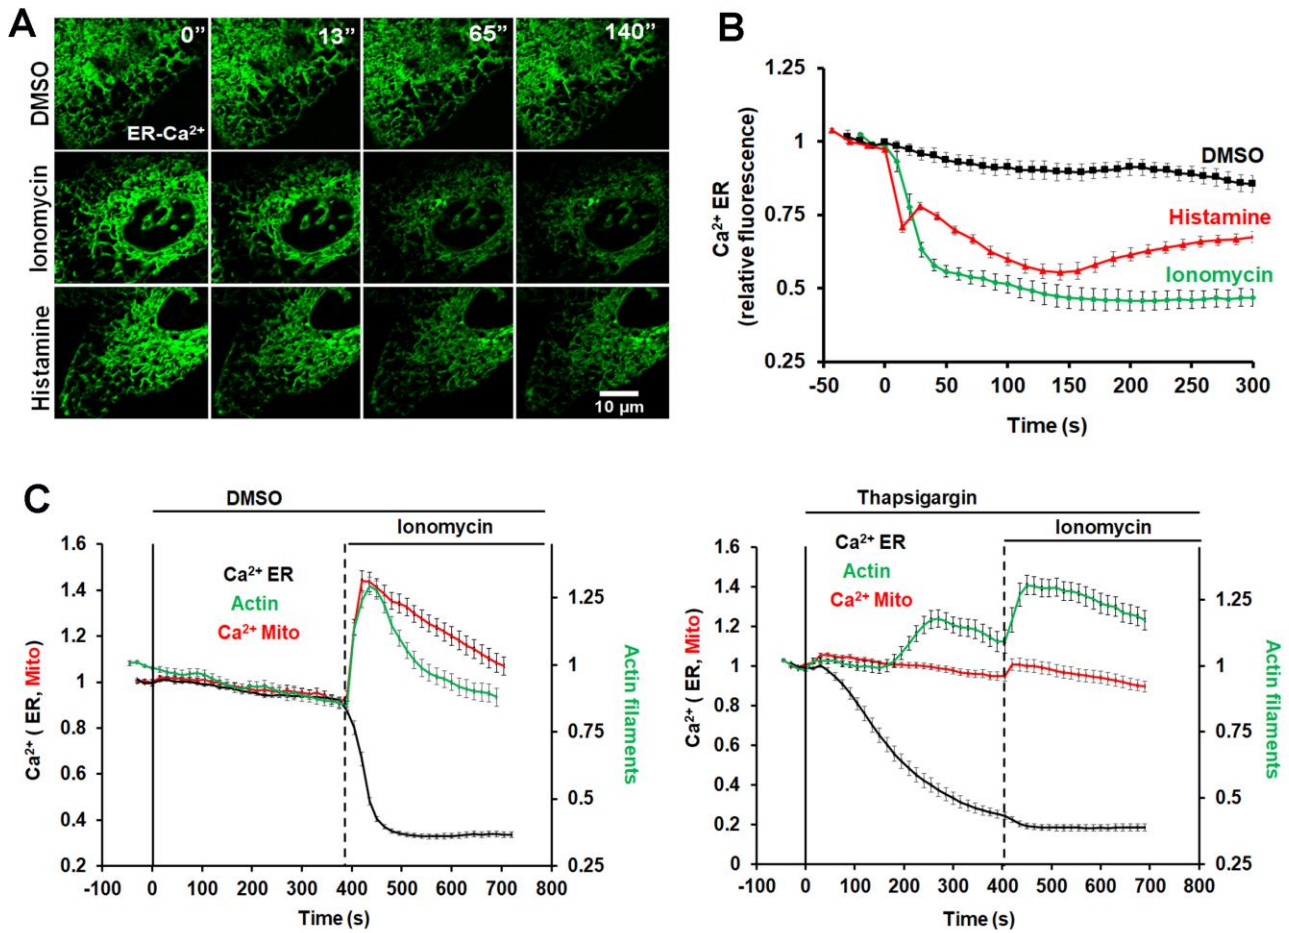 A
0” 13” 65” 140”
DMSO
ER-Ca²⁺
Ionomycin
Histamine
10 µm
B
Ca²⁺ ER
(relative fluorescence)
1
0.75
0.5
0.25
DMSO
Histamine
Ionomycin
-50 0 50 100 150 200 250 300
Time (s)
C
DMSO
Ionomycin
Ca²⁺ ( ER, Mito)
1.6
1.4
1.2
1.0
0.8
0.6
0.4
0.2
Ca²⁺ ER
Actin
Ca²⁺ Mito
1.25
1
0.75
0.5
0.25
Actin filaments
-100 0 100 200 300 400 500 600 700 800
Time (s)
Thapsigargin
Ionomycin
Ca²⁺ ( ER, Mito)
1.6
1.4
1.2
1
0.8
0.6
0.4
0.2
0
Ca²⁺ ER
Actin
Ca²⁺ Mito
1.25
1
0.75
0.5
0.25
Actin filaments
-100 0 100 200 300 400 500 600 700 800
Time (s)